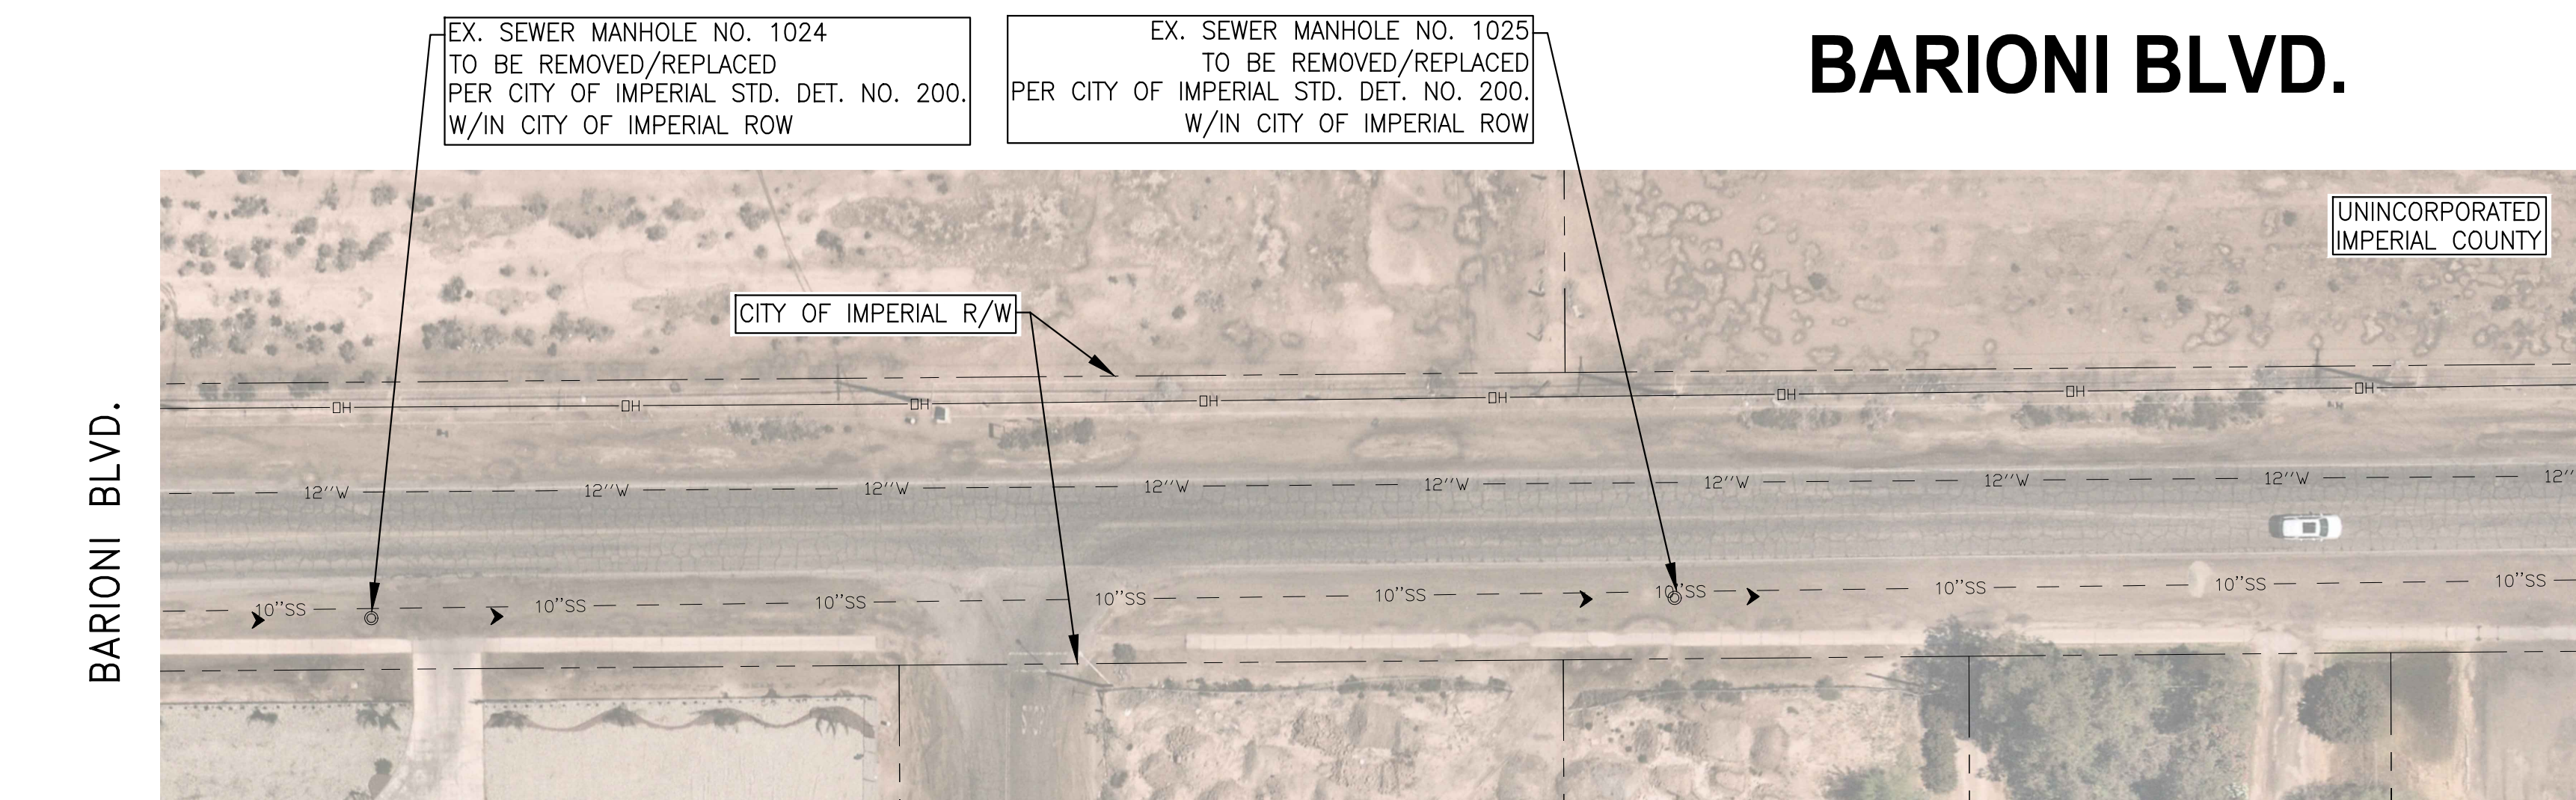 EX. SEWER MANHOLE NO. 1024
TO BE REMOVED/REPLACED
PER CITY OF IMPERIAL STD. DET. NO. 200.
W/IN CITY OF IMPERIAL ROW
EX. SEWER MANHOLE NO. 1025
TO BE REMOVED/REPLACED
PER CITY OF IMPERIAL STD. DET. NO. 200.
W/IN CITY OF IMPERIAL ROW
BARIONI BLVD.
UNINCORPORATED
IMPERIAL COUNTY
CITY OF IMPERIAL R/W
BARIONI BLVD.
OH OH OH OH OH OH OH OH
12''W 12''W 12''W 12''W 12''W 12''W 12''W 12''W 12''
10''SS 10''SS 10''SS 10''SS 10''SS 10''SS 10''SS 10''SS 10''SS